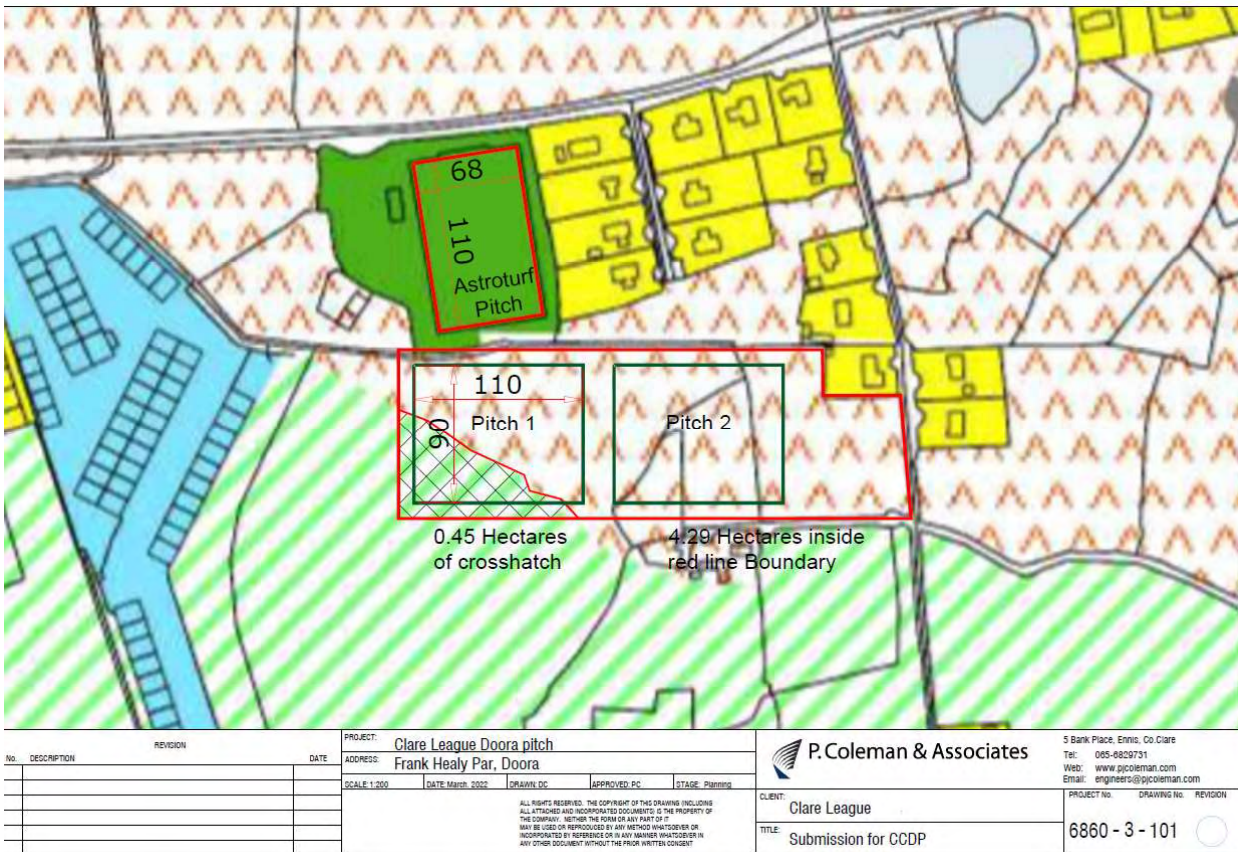 68
110
Astroturf
Pitch
110
Pitch 1
90
Pitch 2
0.45 Hectares
of crosshatch
4.29 Hectares inside
red line Boundary
REVISION
No. DESCRIPTION DATE
PROJECT: Clare League Doora pitch
ADDRESS: Frank Healy Par, Doora
SCALE: 1:200 DATE: March, 2022 DRAWN: DC APPROVED: PC STAGE: Planning
ALL RIGHTS RESERVED. THE COPYRIGHT OF THIS DRAWING (INCLUDING
ALL ATTACHED AND INCORPORATED DOCUMENTS) IS THE PROPERTY OF
THE COMPANY. NEITHER THE FORM OR ANY PART OF IT
MAY BE USED OR REPRODUCED BY ANY METHOD WHATSOEVER OR
INCORPORATED BY REFERENCE OR IN ANY MANNER WHATSOEVER IN
ANY OTHER DOCUMENT WITHOUT THE PRIOR WRITTEN CONSENT
P.Coleman & Associates
5 Bank Place, Ennis, Co.Clare
Tel: 065-6829731
Web: www.pjcoleman.com
Email: engineers@pjcoleman.com
CLIENT: Clare League
TITLE: Submission for CCDP
PROJECT No. DRAWING No. REVISION
6860 - 3 - 101